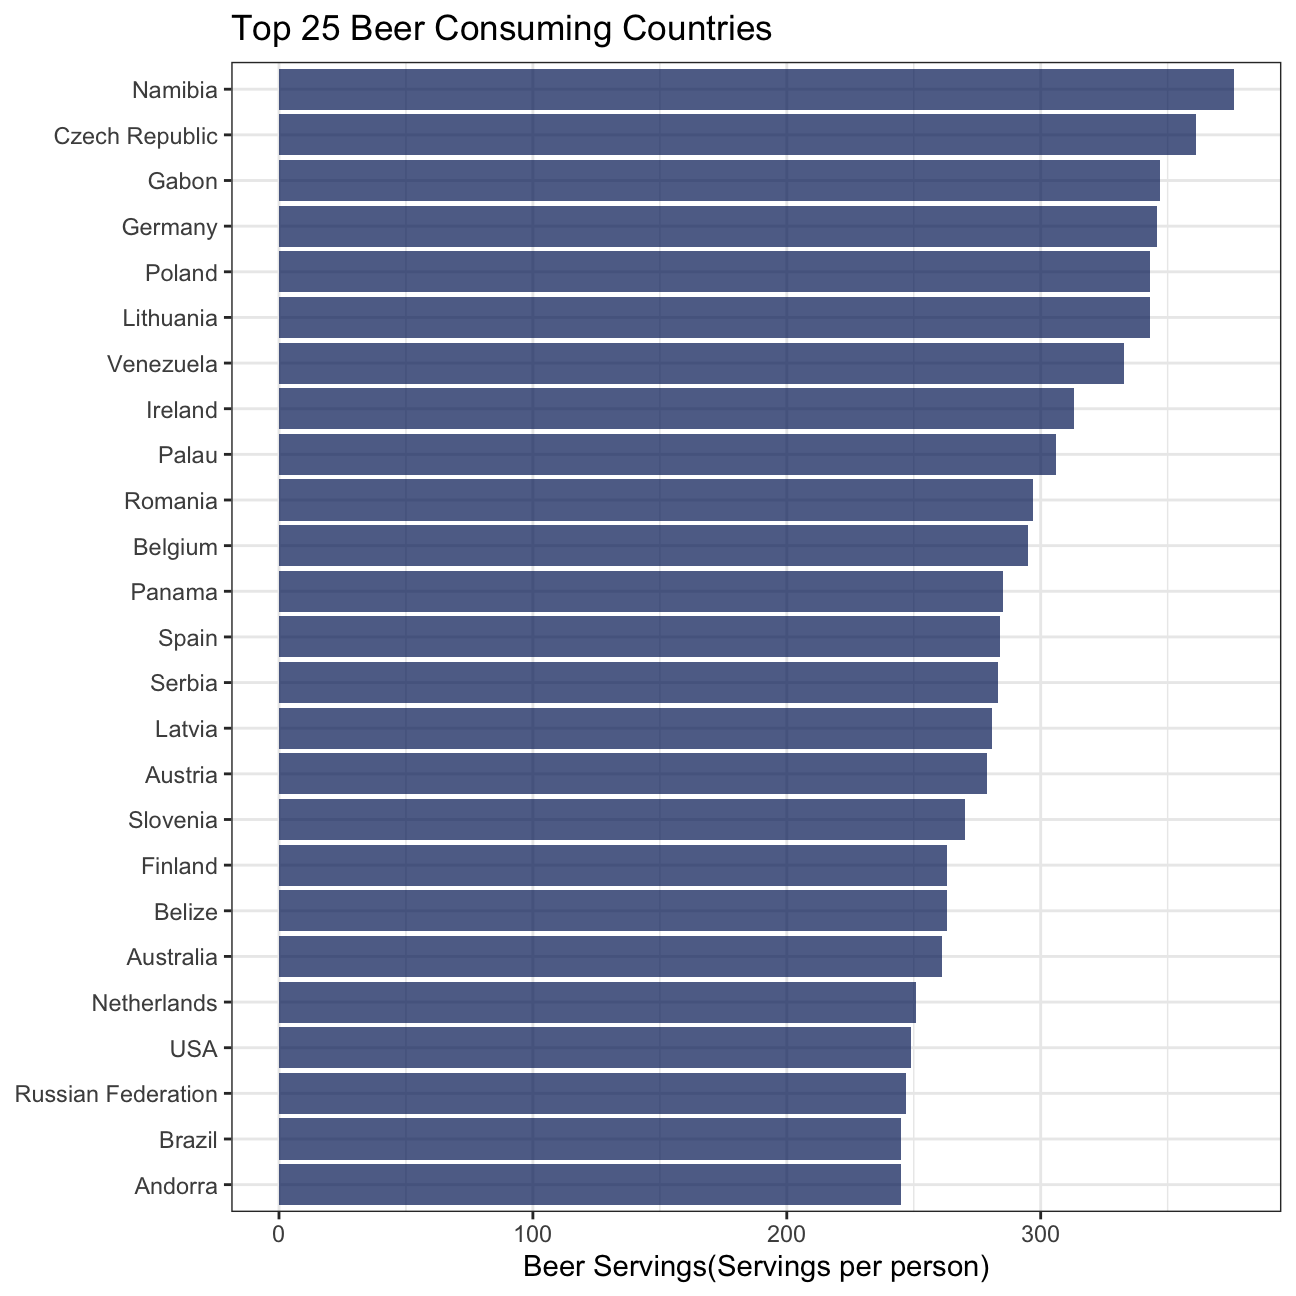 Top 25 Beer Consuming Countries
Namibia
Czech Republic
Gabon
Germany
Poland
Lithuania
Venezuela
Ireland
Palau
Romania
Belgium
Panama
Spain
Serbia
Latvia
Austria
Slovenia
Finland
Belize
Australia
Netherlands
USA
Russian Federation
Brazil
Andorra
0 100 200 300
Beer Servings(Servings per person)